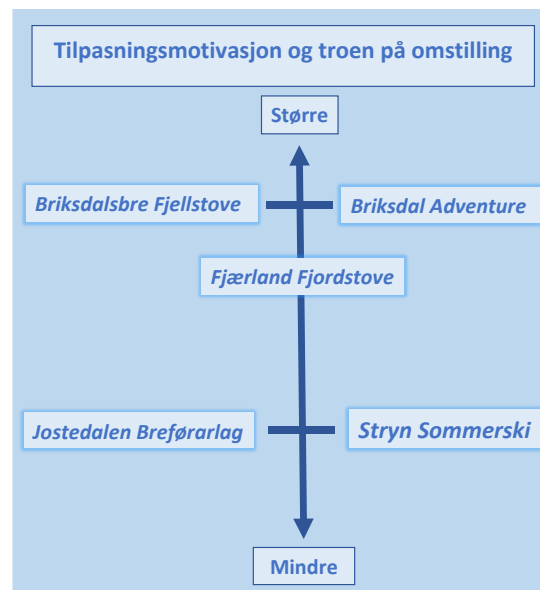 Tilpasningsmotivasjon og troen på omstilling
Større
Briksdalsbre Fjellstove
Briksdal Adventure
Fjærland Fjordstove
Jostedalen Breførarlag
Stryn Sommerski
Mindre